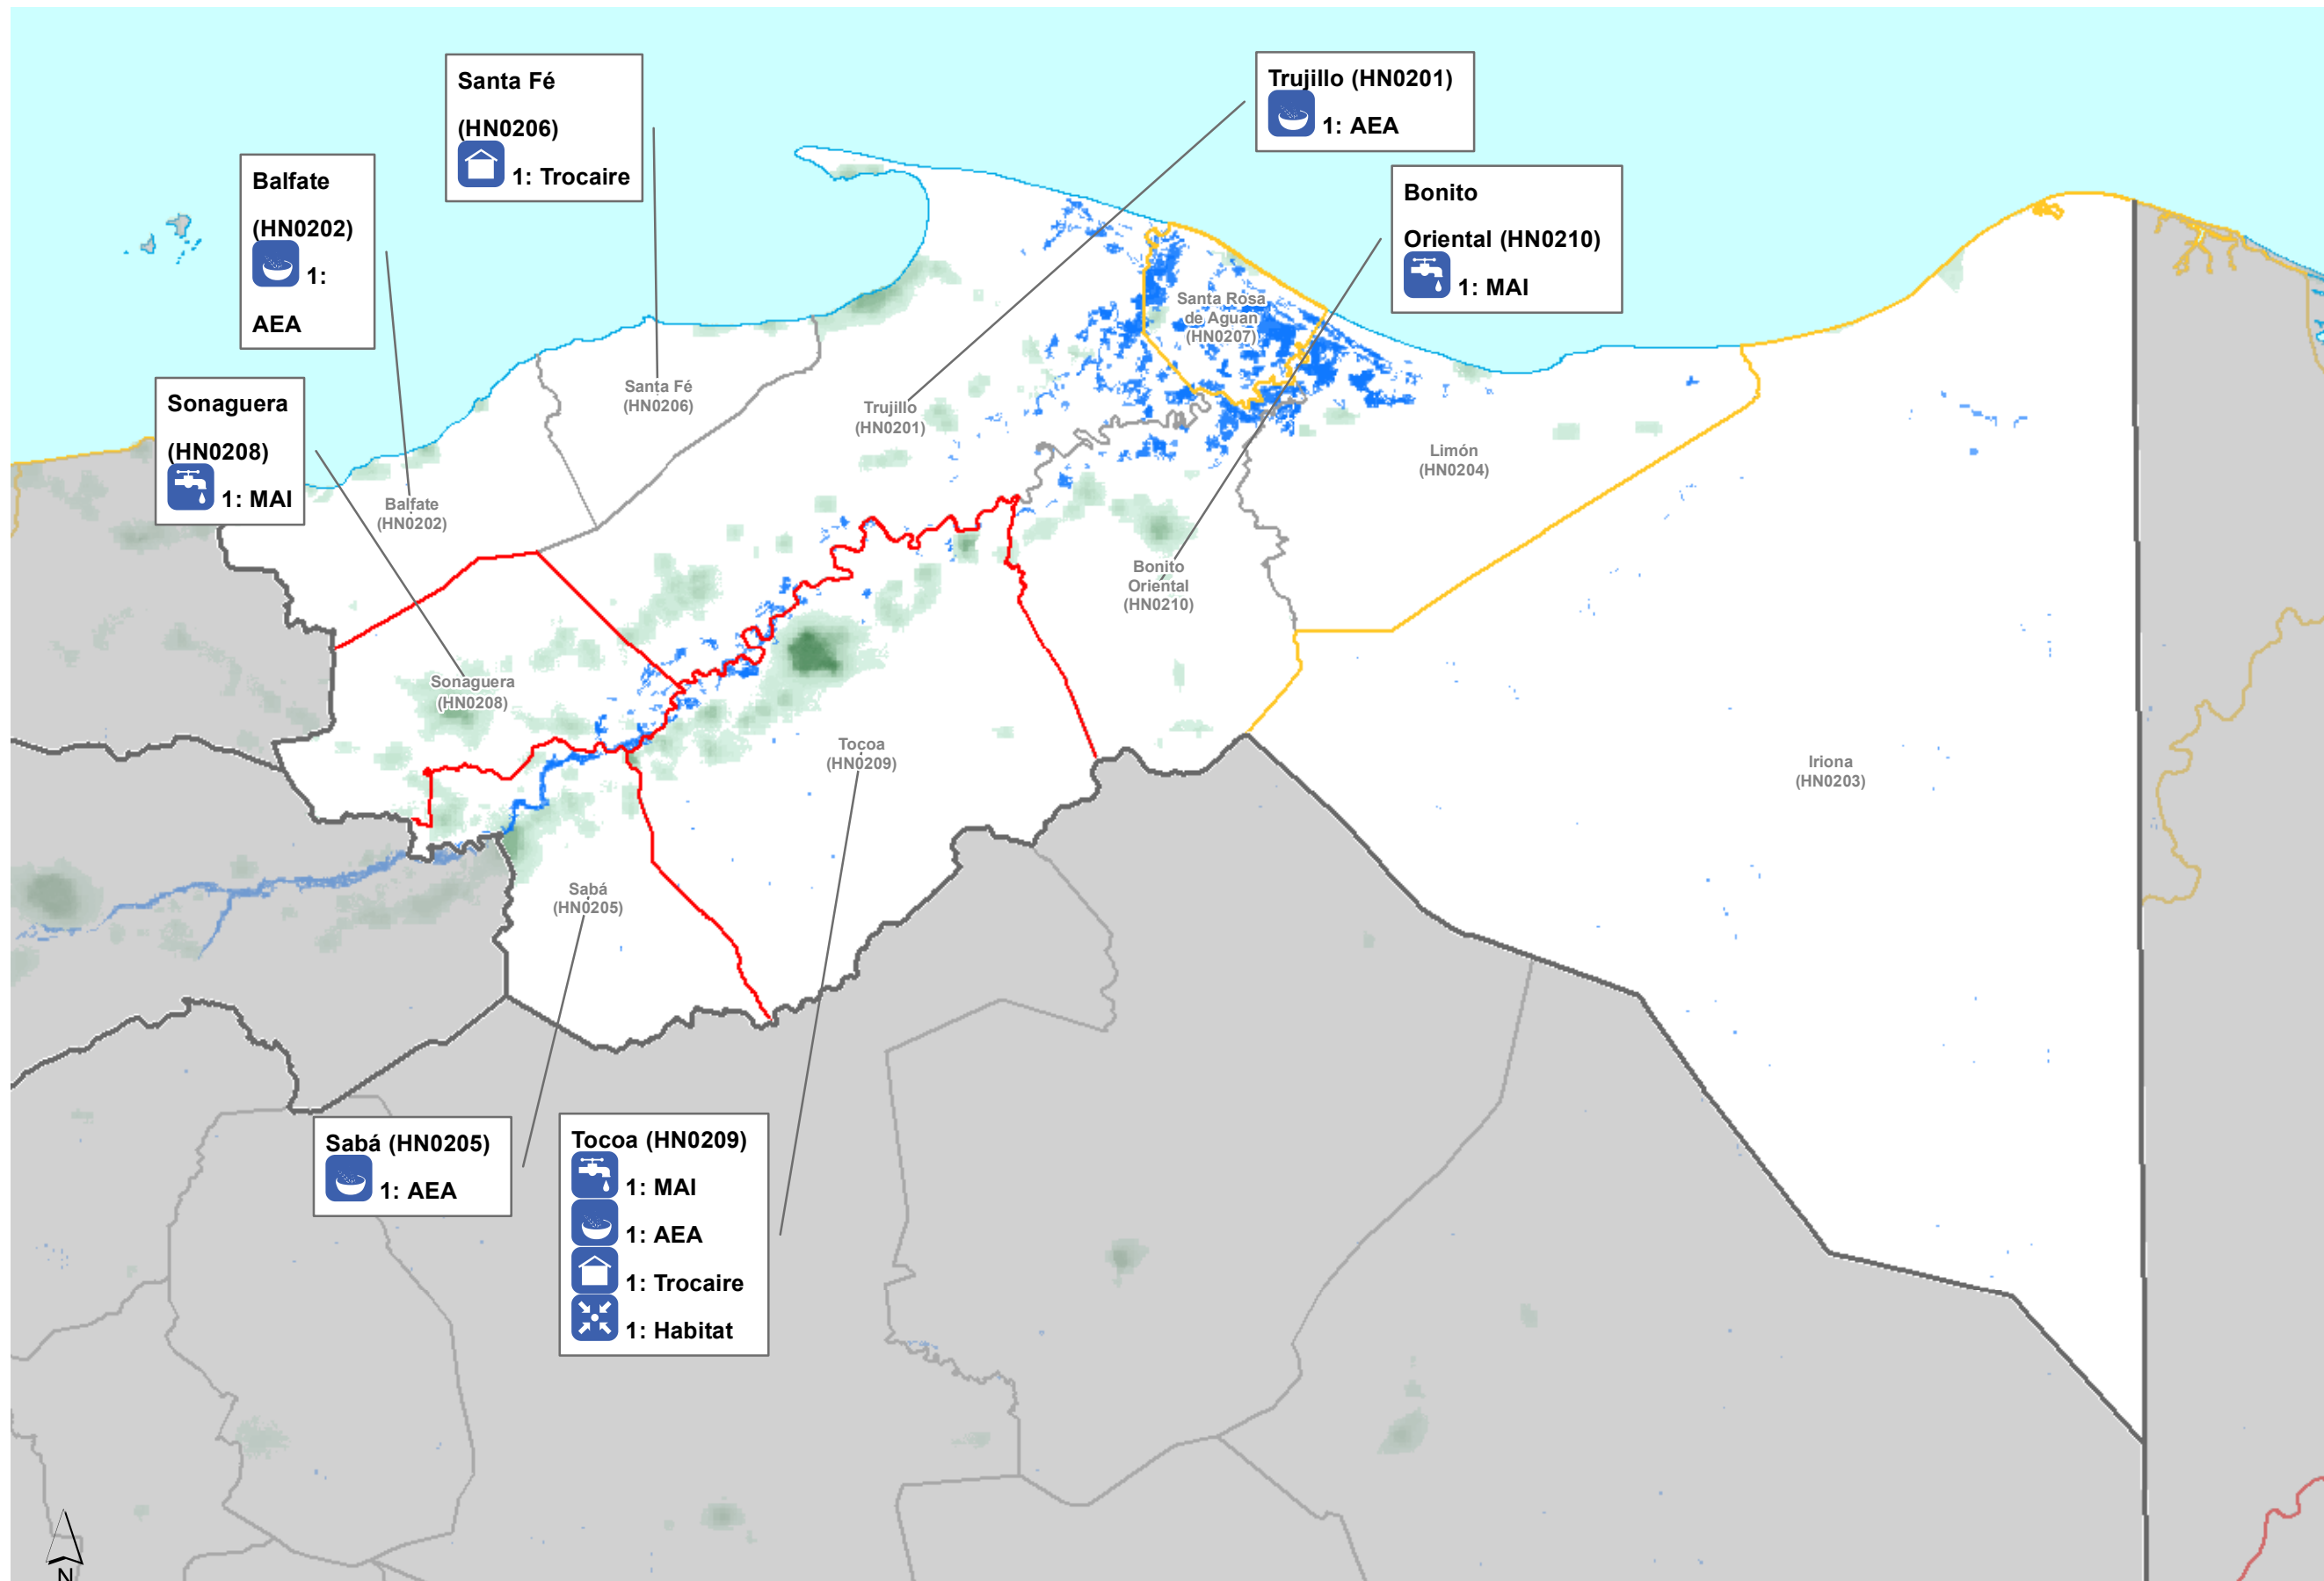 Santa Fé
(HN0206)
1: Trocaire
Trujillo (HN0201)
1: AEA
Balfate
(HN0202)
1:
AEA
Bonito
Oriental (HN0210)
1: MAI
Sonaguera
(HN0208)
1: MAI
Santa Rosa
de Aguan
(HN0207)
Santa Fé
(HN0206)
Trujillo
(HN0201)
Limón
(HN0204)
Balfate
(HN0202)
Bonito
Oriental
(HN0210)
Sonaguera
(HN0208)
Tocoa
(HN0209)
Iriona
(HN0203)
Sabá
(HN0205)
Sabá (HN0205)
1: AEA
Tocoa (HN0209)
1: MAI
1: AEA
1: Trocaire
1: Habitat
N